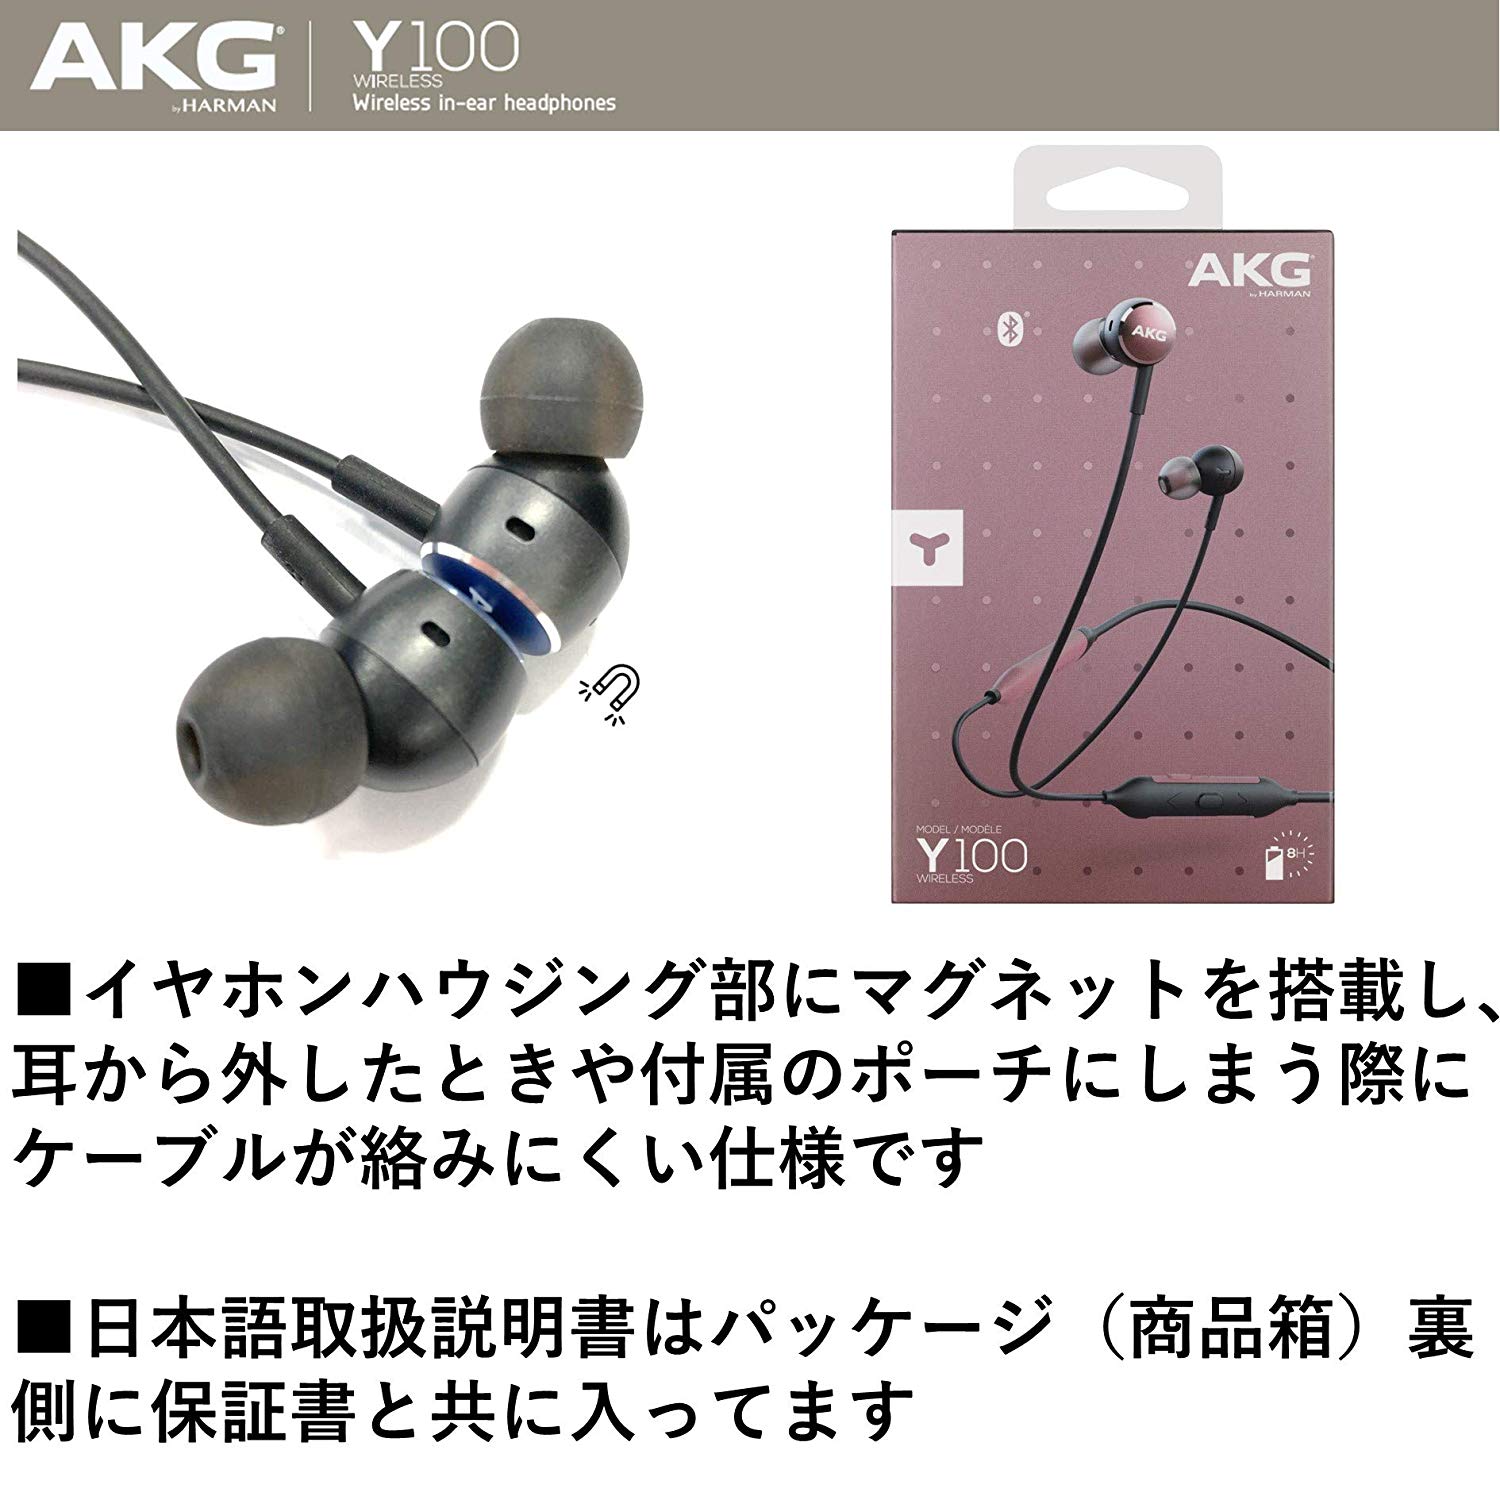 AKG®
by HARMAN
Y100
WIRELESS
Wireless in-ear headphones
AKG
by HARMAN
AKG
MODEL / MODÈLE
Y100
WIRELESS
8H
■イヤホンハウジング部にマグネットを搭載し、
耳から外したときや付属のポーチにしまう際に
ケーブルが絡みにくい仕様です
■日本語取扱説明書はパッケージ（商品箱）裏
側に保証書と共に入ってます